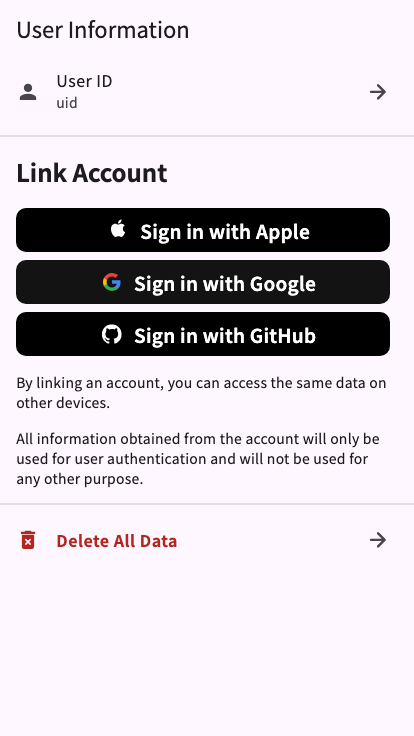 User Information
User ID
uid
Link Account
Sign in with Apple
Sign in with Google
Sign in with GitHub
By linking an account, you can access the same data on
other devices.
All information obtained from the account will only be
used for user authentication and will not be used for
any other purpose.
Delete All Data